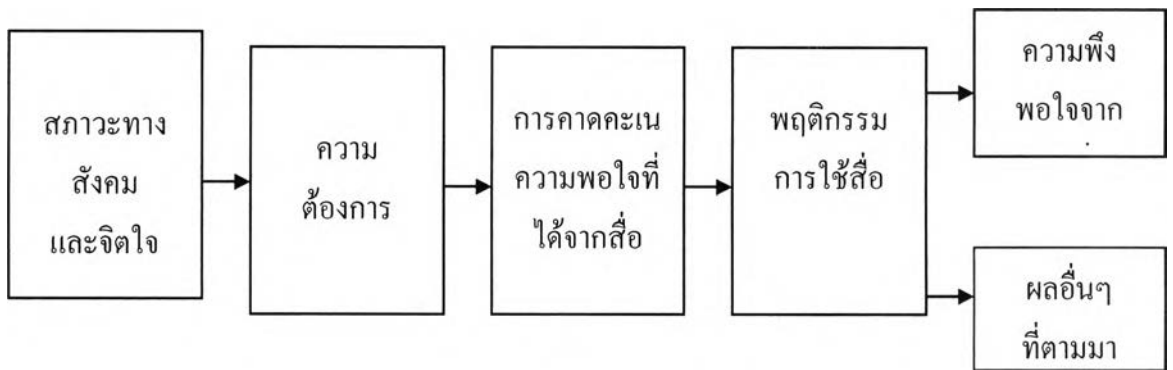 สภาวะทาง
สังคม
และจิตใจ
ความ
ต้องการ
การคาดคะเน
ความพอใจที่
ได้จากสื่อ
พฤติกรรม
การใช้สื่อ
ความพึง
พอใจจาก
ผลอื่นๆ
ที่ตามมา